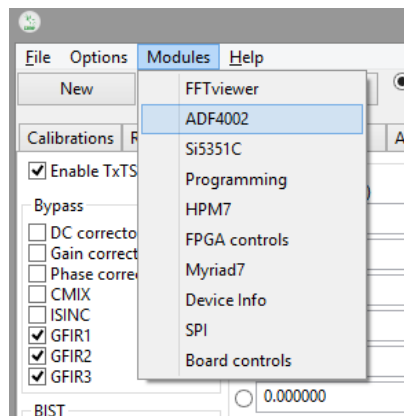 File Options Modules Help
New
FFTviewer
ADF4002
Si5351C
Programming
HPM7
FPGA controls
Myriad7
Device Info
SPI
Board controls
Calibrations
Enable TxTS
Bypass
DC correcto
Gain correct
Phase corre
CMIX
ISINC
GFIR1
GFIR2
GFIR3
0.000000
BIST